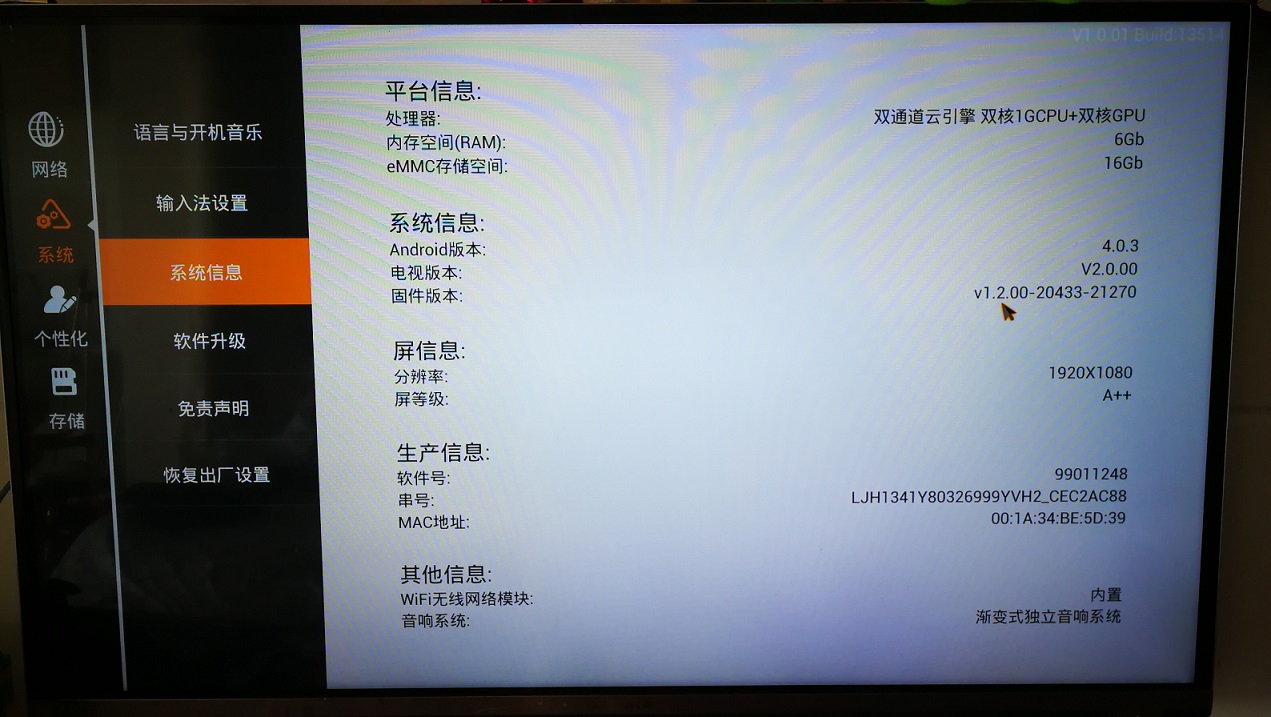 V1.0.01 Build:13514
网络
系统
个性化
存储
语言与开机音乐
输入法设置
系统信息
软件升级
免责声明
恢复出厂设置
平台信息:
处理器: 双通道云引擎 双核1GCPU+双核GPU
内存空间(RAM): 6Gb
eMMC存储空间: 16Gb
系统信息:
Android版本: 4.0.3
电视版本: V2.0.00
固件版本: v1.2.00-20433-21270
屏信息:
分辨率: 1920X1080
屏等级: A++
生产信息:
软件号: 99011248
串号: LJH1341Y80326999YVH2_CEC2AC88
MAC地址: 00:1A:34:BE:5D:39
其他信息:
WiFi无线网络模块: 内置
音响系统: 渐变式独立音响系统